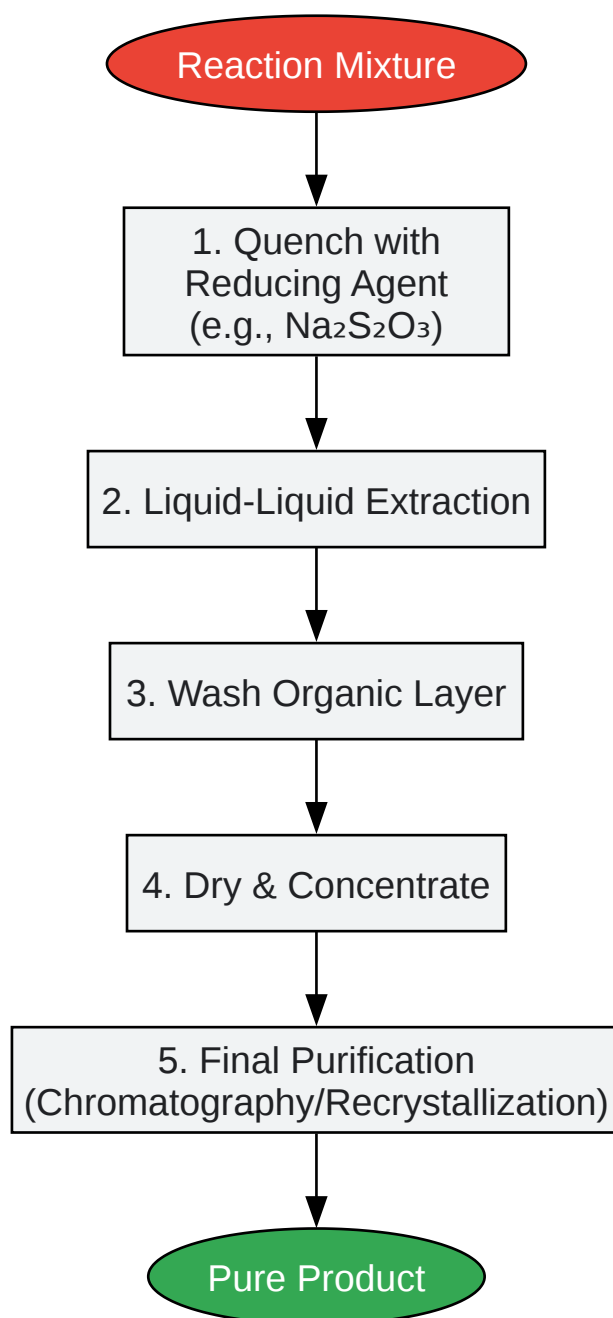 Reaction Mixture
1. Quench with
Reducing Agent
(e.g., Na₂S₂O₃)
2. Liquid-Liquid Extraction
3. Wash Organic Layer
4. Dry & Concentrate
5. Final Purification
(Chromatography/Recrystallization)
Pure Product